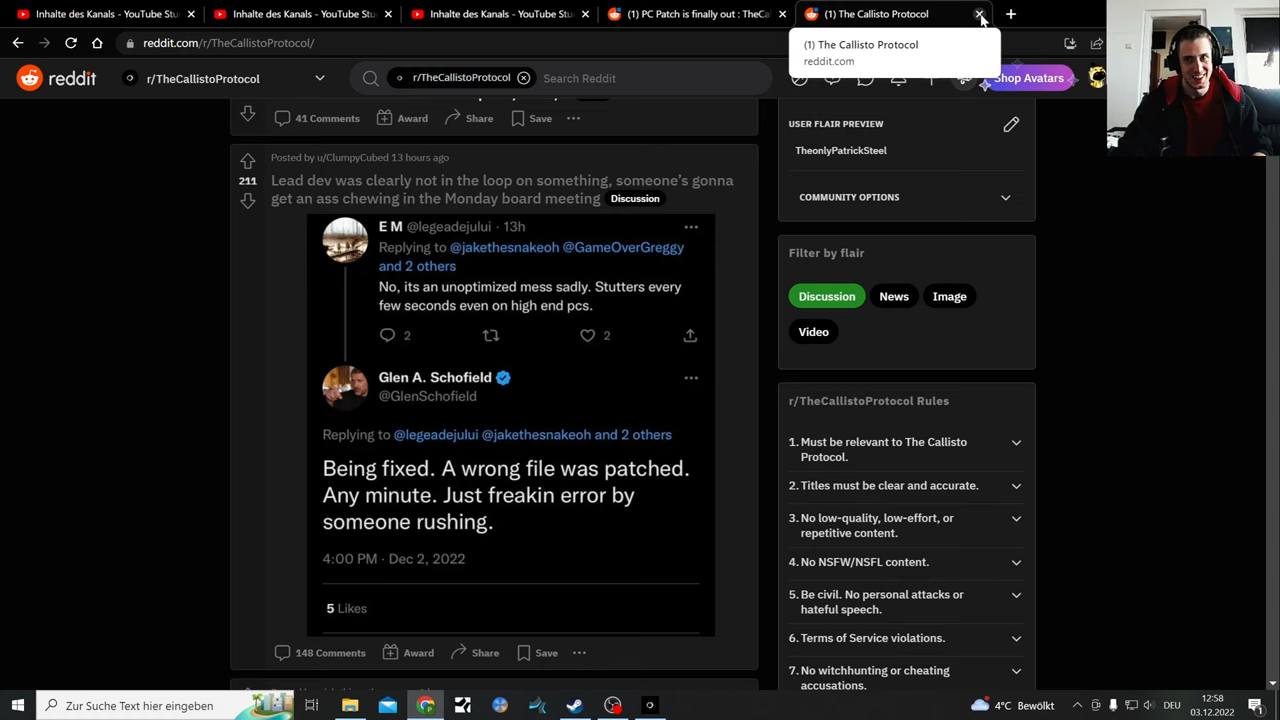 Inhalte des Kanals - YouTube Stu
Inhalte des Kanals - YouTube Stu
Inhalte des Kanals - YouTube Stu
(1) PC Patch is finally out : TheCa
(1) The Callisto Protocol
reddit.com/r/TheCallistoProtocol/
(1) The Callisto Protocol
reddit.com
reddit
r/TheCallistoProtocol
r/TheCallistoProtocol
Search Reddit
Shop Avatars
41 Comments
Award
Share
Save
USER FLAIR PREVIEW
TheonlyPatrickSteel
COMMUNITY OPTIONS
Posted by u/ClumpyCubed 13 hours ago
211
Lead dev was clearly not in the loop on something, someone's gonna
get an ass chewing in the Monday board meeting
Discussion
E M @legeadejului · 13h
Replying to @jakethesnakeoh @GameOverGreggy
and 2 others
No, its an unoptimized mess sadly. Stutters every
few seconds even on high end pcs.
2
2
Glen A. Schofield
@GlenSchofield
Replying to @legeadejului @jakethesnakeoh and 2 others
Being fixed. A wrong file was patched.
Any minute. Just freakin error by
someone rushing.
4:00 PM · Dec 2, 2022
5 Likes
148 Comments
Award
Share
Save
Filter by flair
Discussion
News
Image
Video
r/TheCallistoProtocol Rules
1. Must be relevant to The Callisto
Protocol.
2. Titles must be clear and accurate.
3. No low-quality, low-effort, or
repetitive content.
4. No NSFW/NSFL content.
5. Be civil. No personal attacks or
hateful speech.
6. Terms of Service violations.
7. No witchhunting or cheating
accusations.
Zur Suche Text hier eingeben
4°C Bewölkt
DEU
12:58
03.12.2022
1